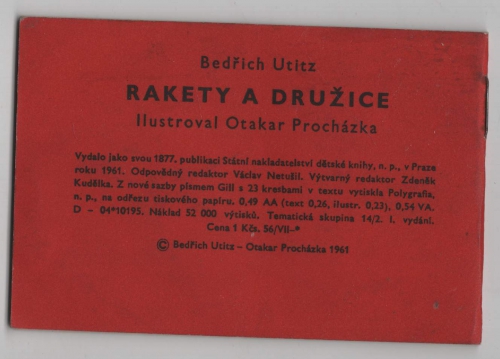 Bedřich Utitz
RAKETY A DRUŽICE
Ilustroval Otakar Procházka
Vydalo jako svou 1877. publikaci Státní nakladatelství dětské knihy, n. p., v Praze
roku 1961. Odpovědný redaktor Václav Netušil. Výtvarný redaktor Zdeněk
Kudělka. Z nové sazby písmem Gill a 23 kresbami v textu vytiskla Polygrafia,
n. p., na odřezu tiskového papíru. 0,49 AA (text 0,26, ilustr. 0,23), 0,54 VA.
D – 04*10195. Náklad 52 000 výtisků. Tematická skupina 14/2. I. vydání.
Cena 1 Kčs. 56/VII-*
© Bedřich Utitz – Otakar Procházka 1961